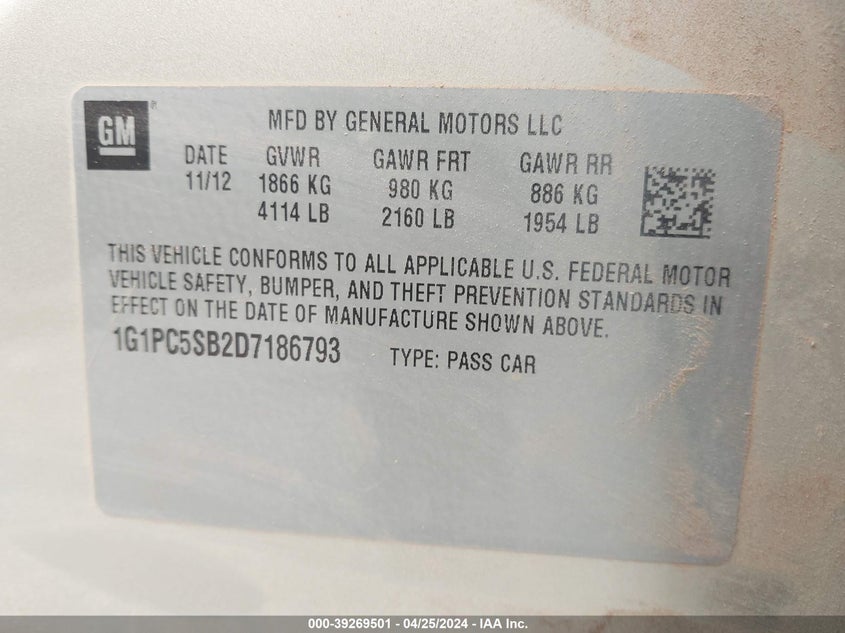 GM
MFD BY GENERAL MOTORS LLC
DATE GVWR GAWR FRT GAWR RR
11/12 1866 KG 980 KG 886 KG
4114 LB 2160 LB 1954 LB
THIS VEHICLE CONFORMS TO ALL APPLICABLE U.S. FEDERAL MOTOR
VEHICLE SAFETY, BUMPER, AND THEFT PREVENTION STANDARDS IN
EFFECT ON THE DATE OF MANUFACTURE SHOWN ABOVE.
1G1PC5SB2D7186793 TYPE: PASS CAR
000-39269501 - 04/25/2024 - IAA Inc.